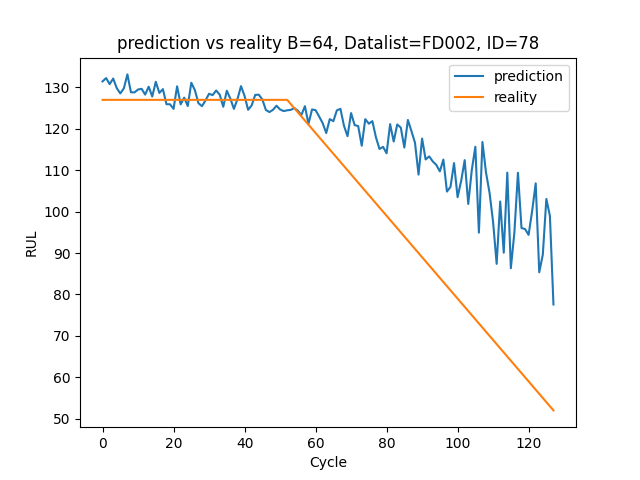 prediction vs reality B=64, Datalist=FD002, ID=78
prediction
reality
RUL
130
120
110
100
90
80
70
60
50
0 20 40 60 80 100 120
Cycle